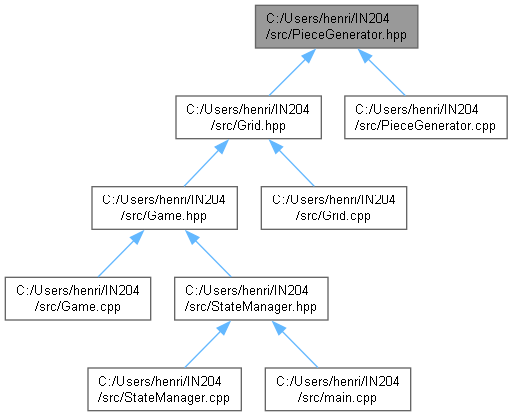 C:/Users/henri/IN204
/src/PieceGenerator.hpp
C:/Users/henri/IN204
/src/Grid.hpp
C:/Users/henri/IN204
/src/PieceGenerator.cpp
C:/Users/henri/IN204
/src/Game.hpp
C:/Users/henri/IN204
/src/Grid.cpp
C:/Users/henri/IN204
/src/Game.cpp
C:/Users/henri/IN204
/src/StateManager.hpp
C:/Users/henri/IN204
/src/StateManager.cpp
C:/Users/henri/IN204
/src/main.cpp